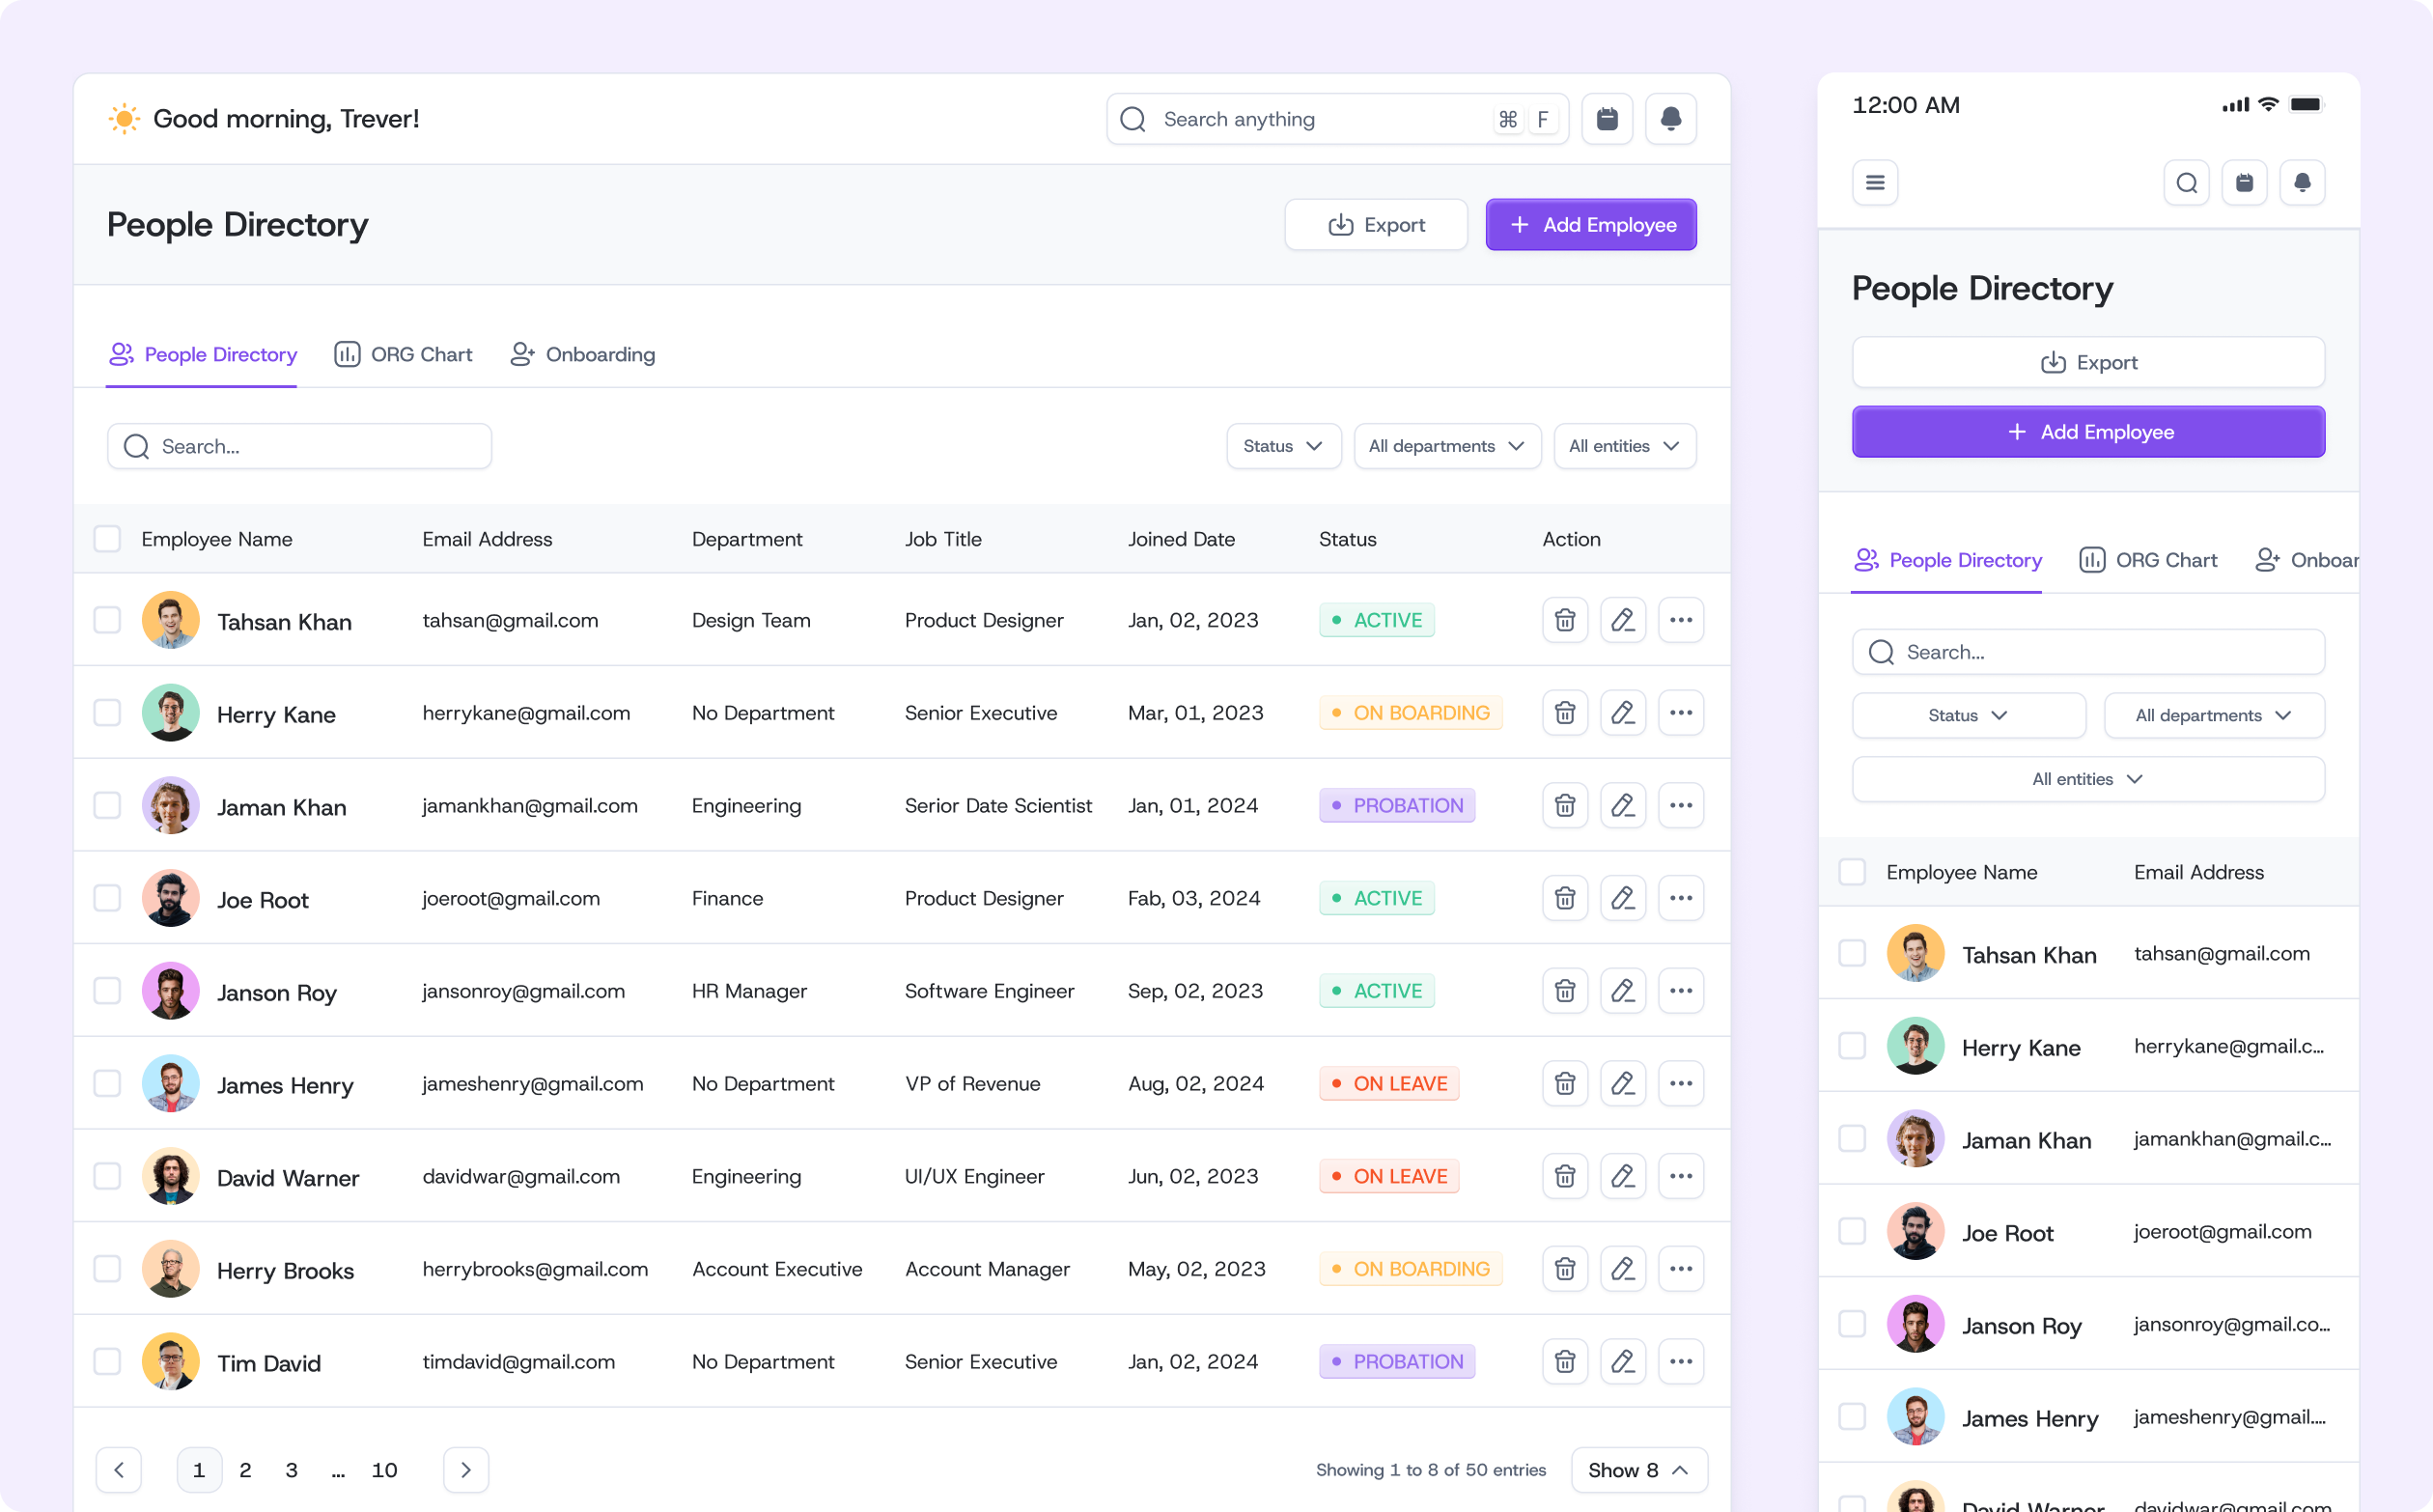 Good morning, Trever!
Search anything ⌘ F
People Directory
Export
+ Add Employee
People Directory ORG Chart Onboarding
Search...
Status All departments All entities
Employee Name Email Address Department Job Title Joined Date Status Action
Tahsan Khan tahsan@gmail.com Design Team Product Designer Jan, 02, 2023 ACTIVE
Herry Kane herrykane@gmail.com No Department Senior Executive Mar, 01, 2023 ON BOARDING
Jaman Khan jamankhan@gmail.com Engineering Serior Date Scientist Jan, 01, 2024 PROBATION
Joe Root joeroot@gmail.com Finance Product Designer Fab, 03, 2024 ACTIVE
Janson Roy jansonroy@gmail.com HR Manager Software Engineer Sep, 02, 2023 ACTIVE
James Henry jameshenry@gmail.com No Department VP of Revenue Aug, 02, 2024 ON LEAVE
David Warner davidwar@gmail.com Engineering UI/UX Engineer Jun, 02, 2023 ON LEAVE
Herry Brooks herrybrooks@gmail.com Account Executive Account Manager May, 02, 2023 ON BOARDING
Tim David timdavid@gmail.com No Department Senior Executive Jan, 02, 2024 PROBATION
1 2 3 ... 10
Showing 1 to 8 of 50 entries Show 8
12:00 AM
People Directory
Export
+ Add Employee
People Directory ORG Chart Onboar
Search...
Status All departments
All entities
Employee Name Email Address
Tahsan Khan tahsan@gmail.com
Herry Kane herrykane@gmail.c...
Jaman Khan jamankhan@gmail.c...
Joe Root joeroot@gmail.com
Janson Roy jansonroy@gmail.co...
James Henry jameshenry@gmail....
David Warner davidwar@gmail.com